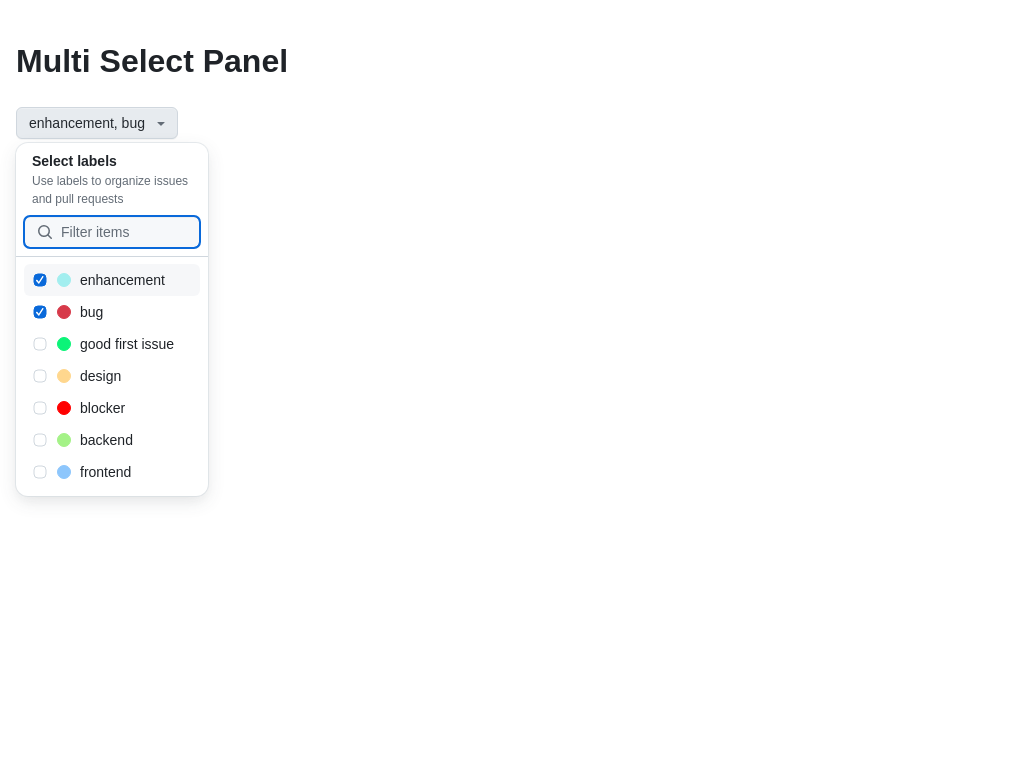 Multi Select Panel
enhancement, bug
Select labels
Use labels to organize issues
and pull requests
Filter items
enhancement
bug
good first issue
design
blocker
backend
frontend